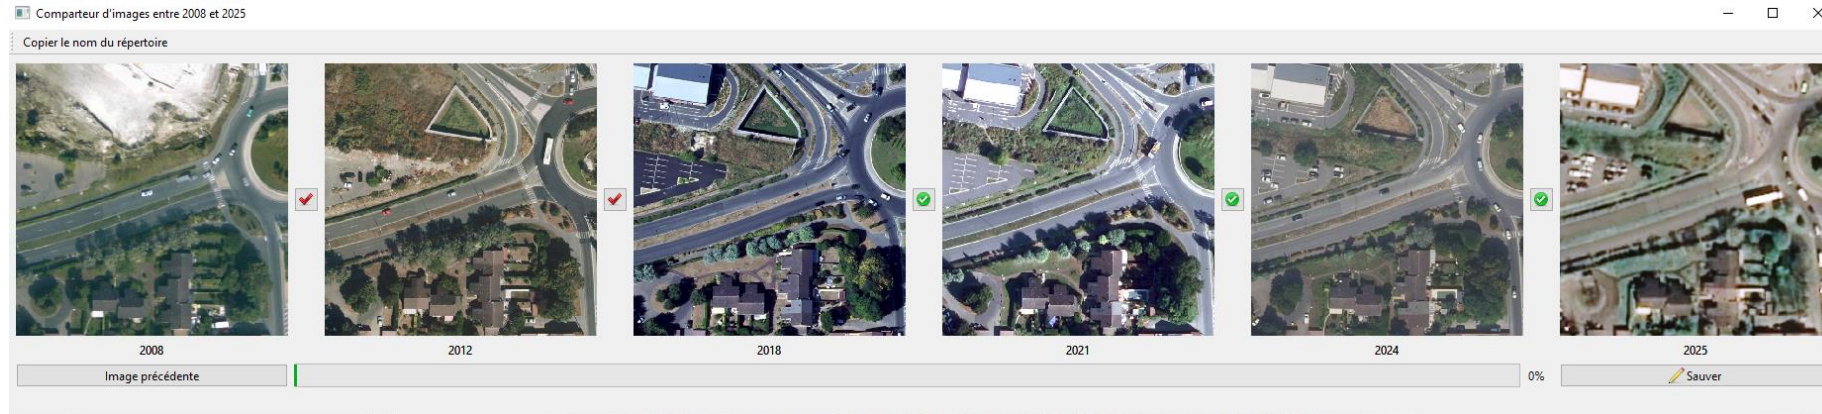 Comparteur d'images entre 2008 et 2025
Copier le nom du répertoire
2008
2012
2018
2021
2024
2025
Image précédente
0%
Sauver